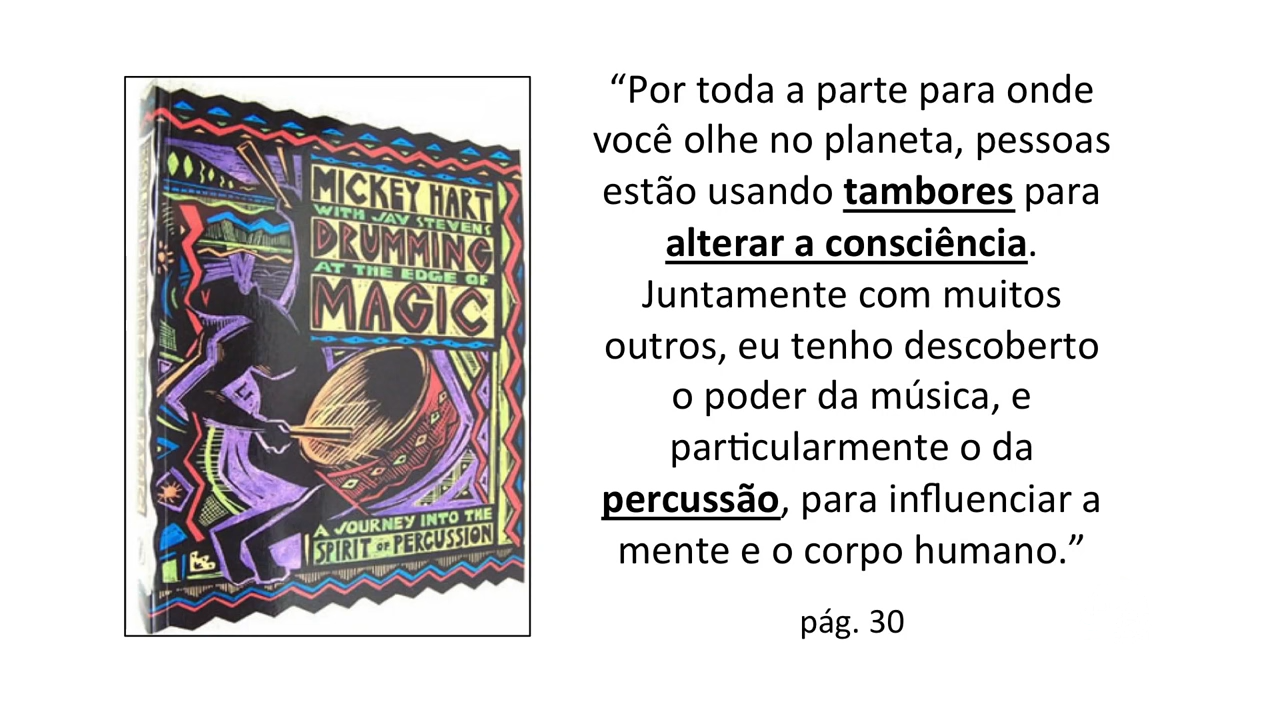 MICKEY HART
WITH JAY STEVENS
DRUMMING
AT THE EDGE OF
MAGIC
A JOURNEY INTO THE
SPIRIT OF PERCUSSION
“Por toda a parte para onde
você olhe no planeta, pessoas
estão usando tambores para
alterar a consciência.
Juntamente com muitos
outros, eu tenho descoberto
o poder da música, e
particularmente o da
percussão, para influenciar a
mente e o corpo humano.”
pág. 30